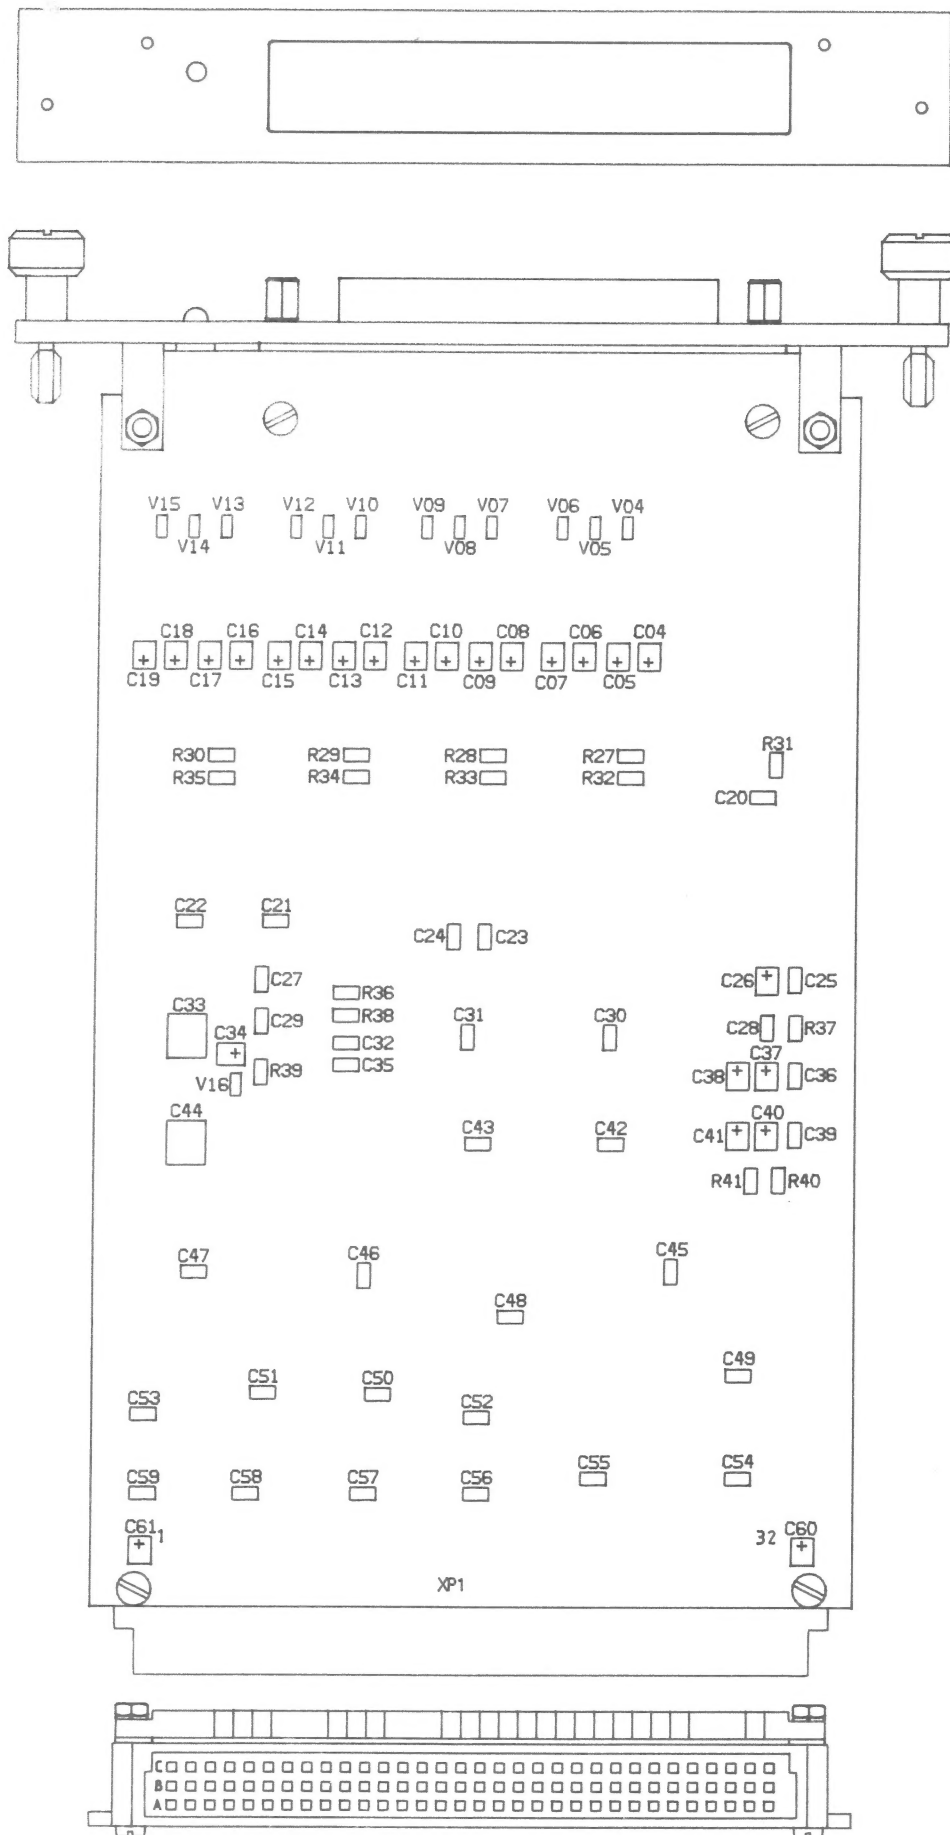 V15 V13 V12 V10 V09 V07 V06 V04
V14 V11 V08 V05
C18 C16 C14 C12 C10 C08 C06 C04
+ + + + + + + + + + + + + + + +
C19 C17 C15 C13 C11 C09 C07 C05
R31
R30 R29 R28 R27
R35 R34 R33 R32
C20
C22 C21
C24 C23
C27 C26 + C25
R36
C33 C29 R38 C31 C30 C28 R37
C34 + C32 C37
R39 C35 C38 + + C36
V16
C44 C43 C42 C40
C41 + + C39
R41 R40
C47 C46 C45
C48
C49
C51 C50
C53 C52
C55 C54
C59 C58 C57 C56
C61 1 32 C60
+ +
XP1
C
B
A